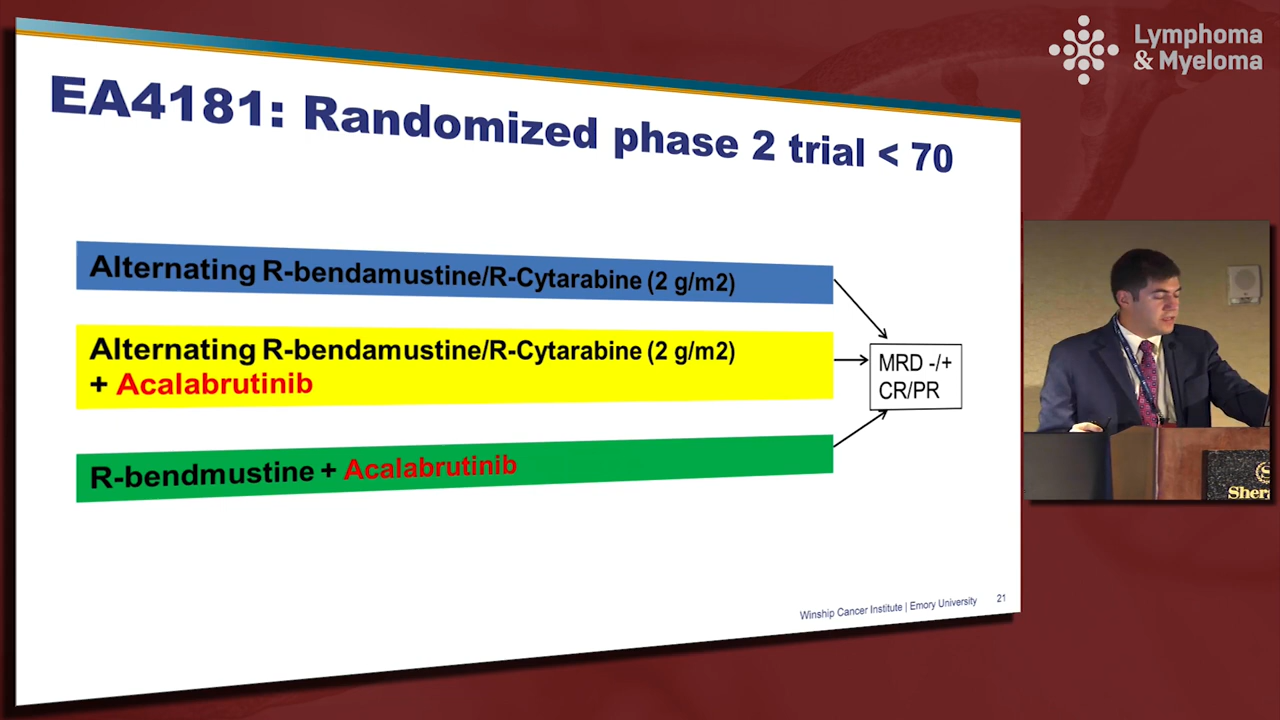 Lymphoma
& Myeloma
EA4181: Randomized phase 2 trial < 70
Alternating R-bendamustine/R-Cytarabine (2 g/m2)
Alternating R-bendamustine/R-Cytarabine (2 g/m2)
+ Acalabrutinib
MRD -/+
CR/PR
R-bendmustine + Acalabrutinib
Winship Cancer Institute | Emory University
21